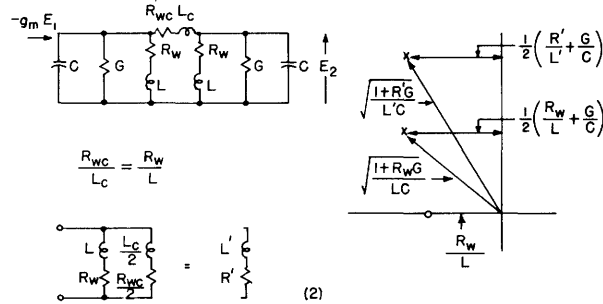 -g_m E_1
R_WC L_C
R_W
R_W
C
G
L
L
G
C
E_2
R_WC / L_C = R_W / L
L
L_C / 2
R_W
R_WC / 2
=
L'
R'
(2)
1/2 (R'/L' + G/C)
√(1+R'G / L'C)
1/2 (R_W/L + G/C)
√(1+R_W G / LC)
R_W / L